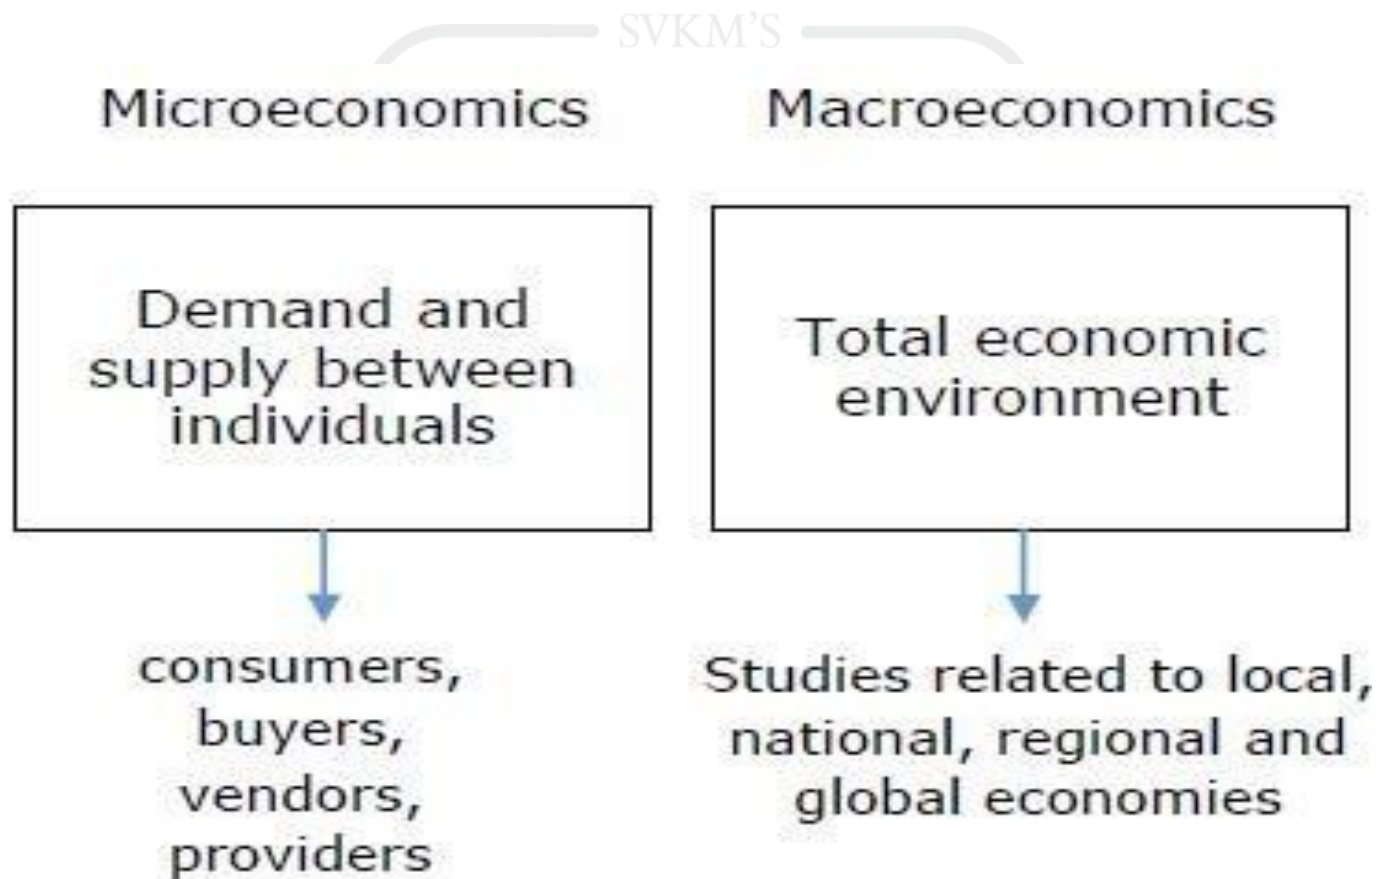 SVKM'S
Microeconomics
Macroeconomics
Demand and
supply between
individuals
Total economic
environment
consumers,
buyers,
vendors,
providers
Studies related to local,
national, regional and
global economies